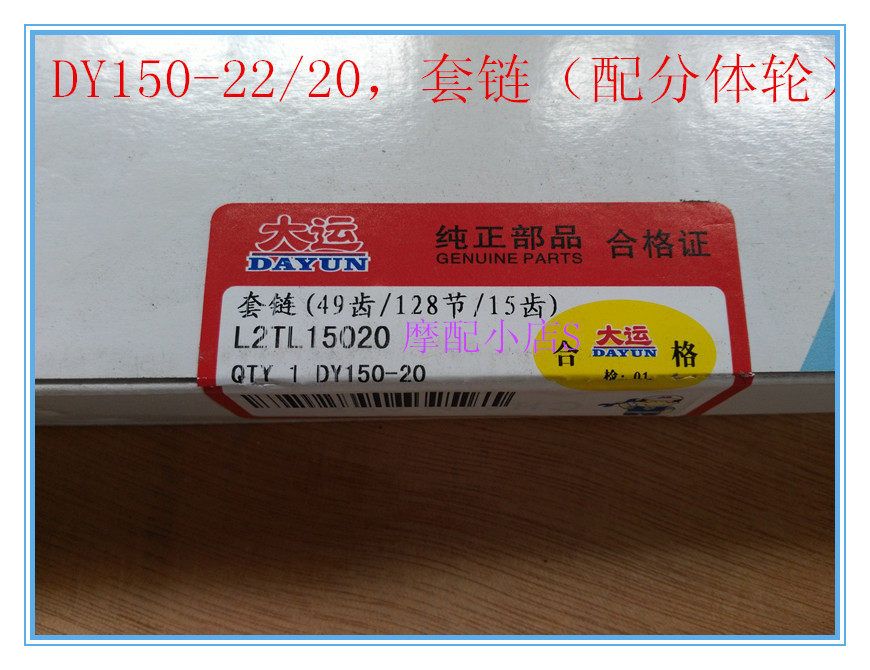 DY150-22/20，套链（配分体轮）
大运
DAYUN
纯正部品
GENUINE PARTS
合格证
套链(49齿/128节/15齿)
L2TL15020
摩配小店S
QTY 1 DY150-20
合 大运 格
DAYUN
检:01